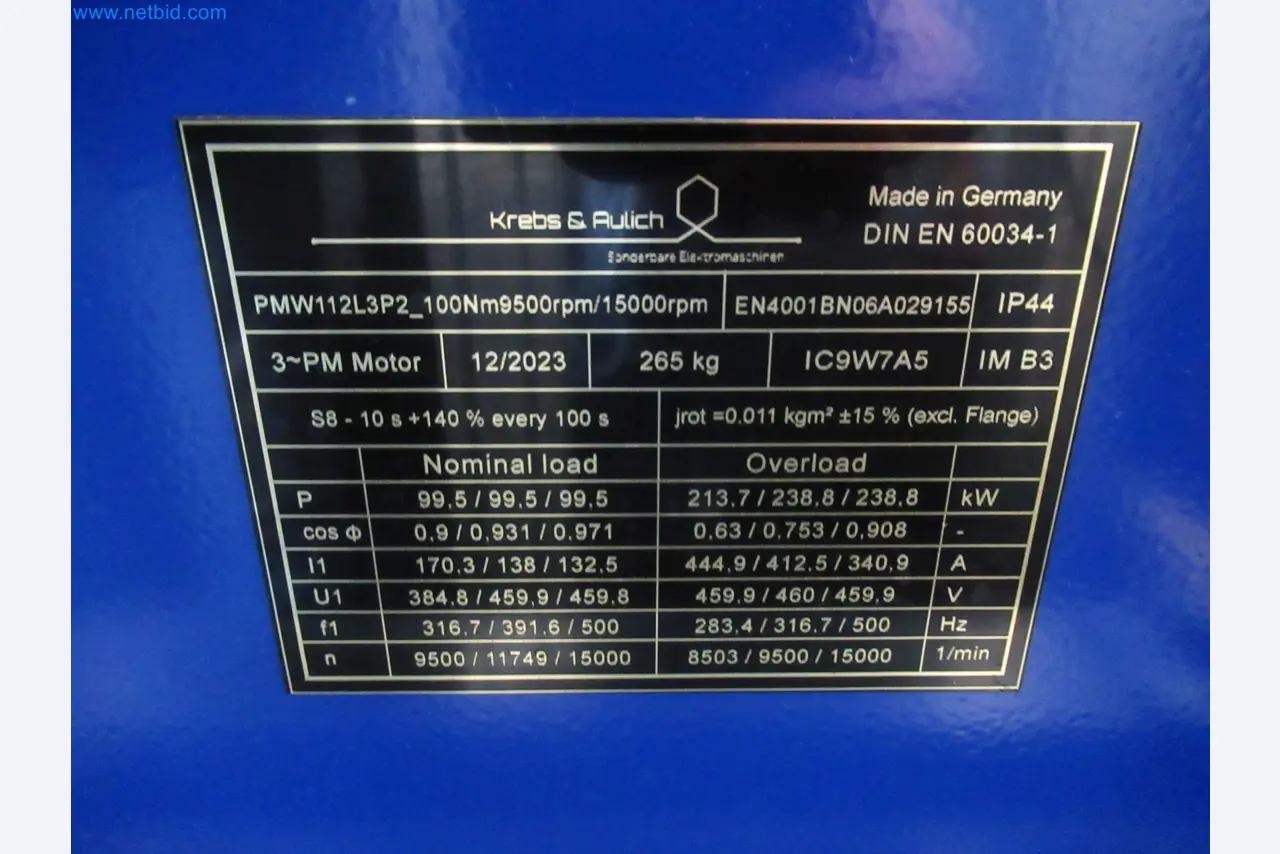 www.netbid.com
Krebs & Aulich
Sonderbare Elektromaschinen
Made in Germany
DIN EN 60034-1
PMW112L3P2_100Nm9500rpm/15000rpm EN4001BN06A029155 IP44
3~PM Motor 12/2023 265 kg IC9W7A5 IM B3
S8 - 10 s +140 % every 100 s jrot =0.011 kgm² ±15 % (excl. Flange)
Nominal load Overload
P 99,5 / 99,5 / 99,5 213,7 / 238,8 / 238,8 kW
cos Φ 0,9 / 0,931 / 0,971 0,63 / 0,753 / 0,908 -
I1 170,3 / 138 / 132,5 444,9 / 412,5 / 340,9 A
U1 384,8 / 459,9 / 459,8 459,9 / 460 / 459,9 V
f1 316,7 / 391,6 / 500 283,4 / 316,7 / 500 Hz
n 9500 / 11749 / 15000 8503 / 9500 / 15000 1/min